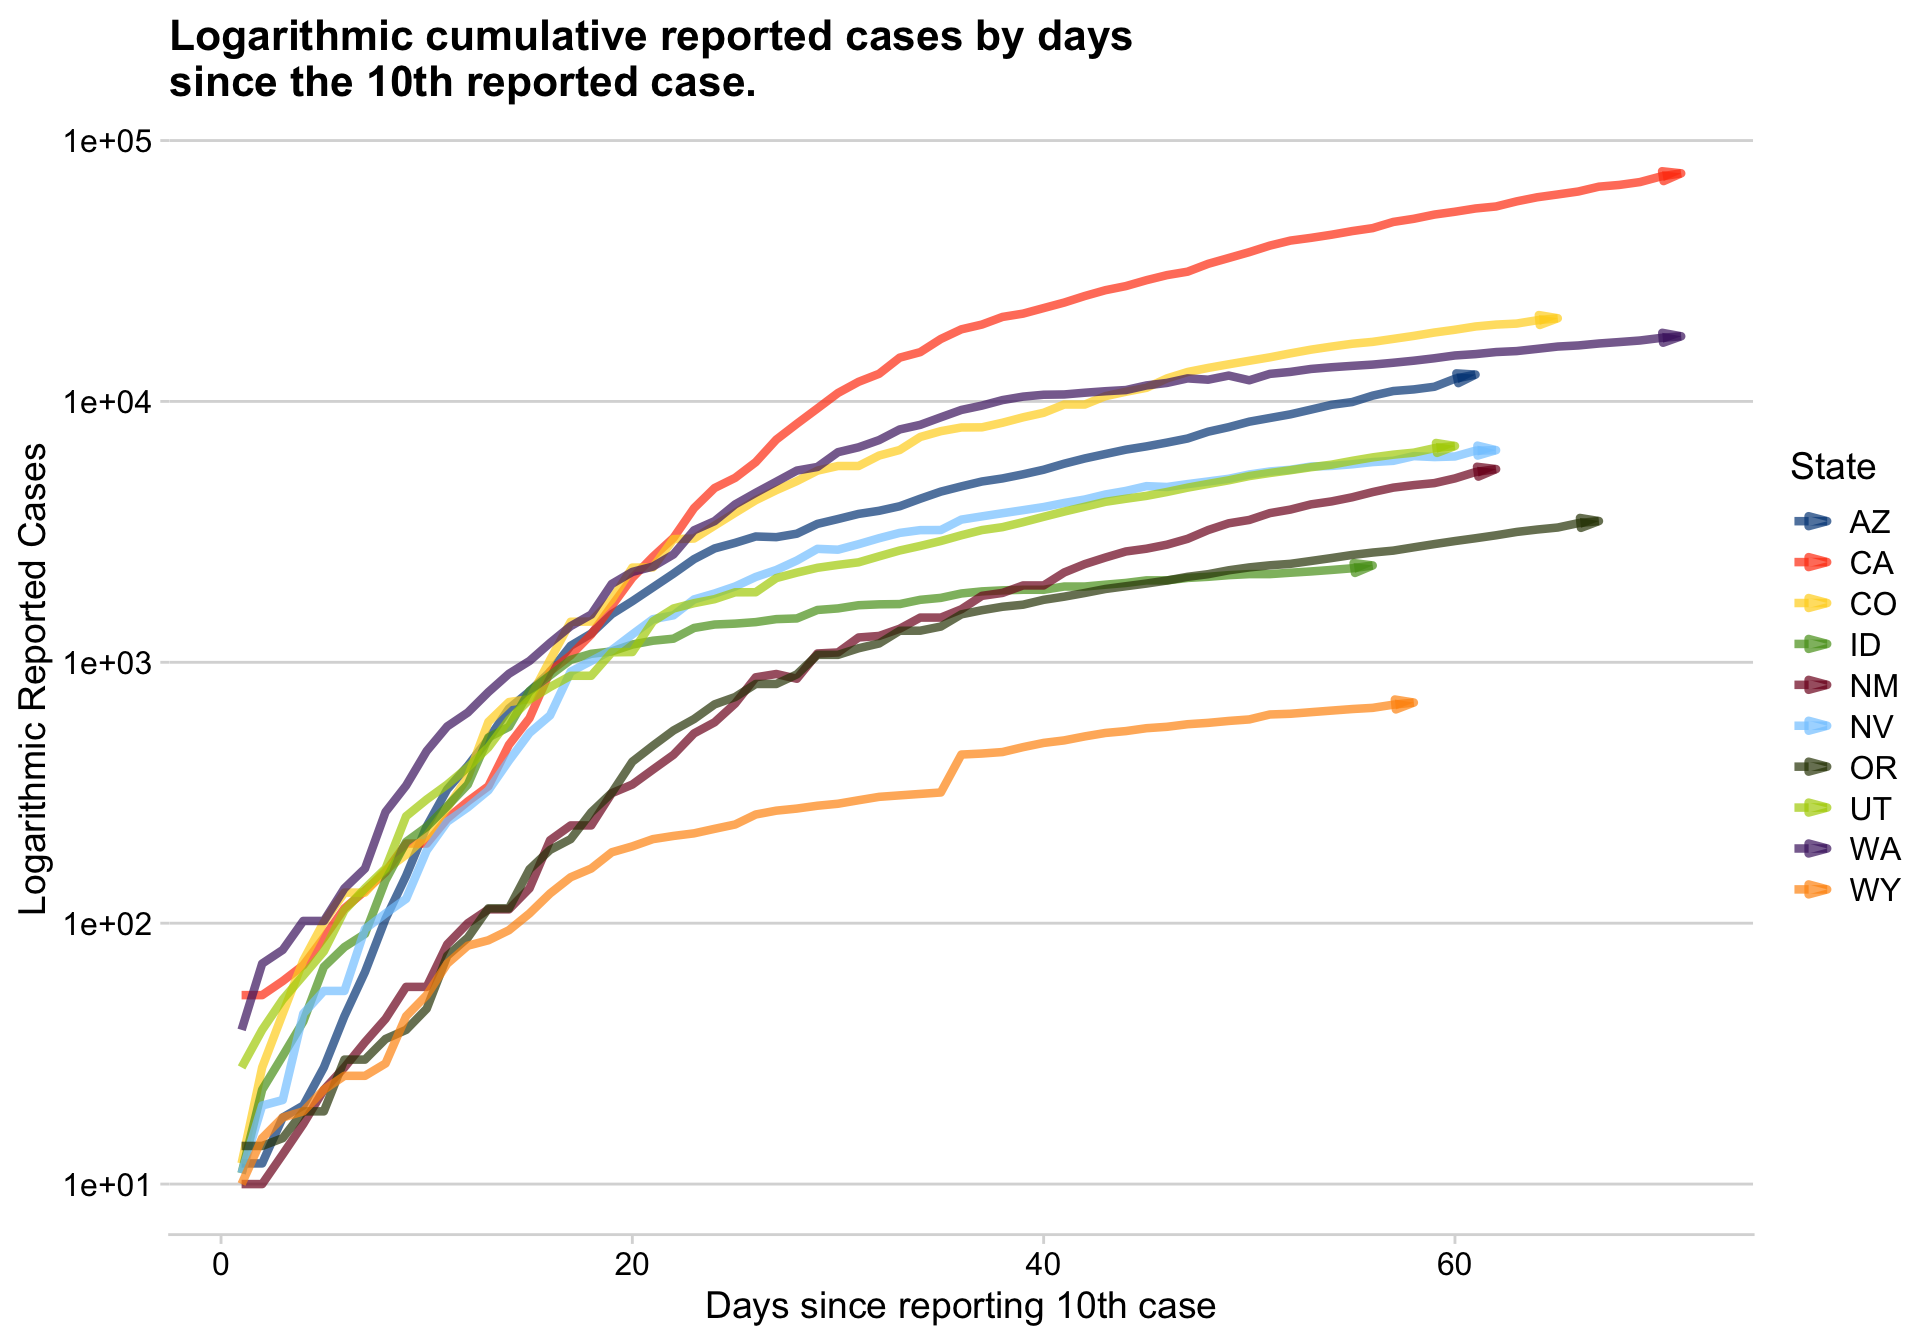 Logarithmic cumulative reported cases by days
since the 10th reported case.
1e+05
1e+04
1e+03
1e+02
1e+01
Logarithmic Reported Cases
0
20
40
60
Days since reporting 10th case
State
AZ
CA
CO
ID
NM
NV
OR
UT
WA
WY